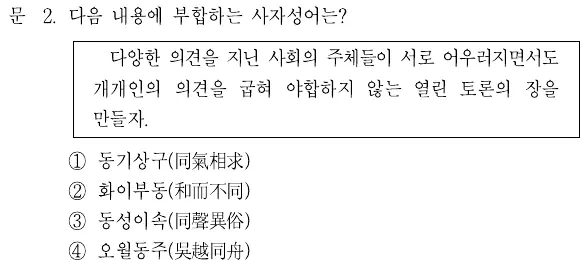 문 2. 다음 내용에 부합하는 사자성어는?
다양한 의견을 지닌 사회의 주체들이 서로 어우러지면서도
개개인의 의견을 굽혀 야합하지 않는 열린 토론의 장을
만들자.
① 동기상구(同氣相求)
② 화이부동(和而不同)
③ 동성이속(同聲異俗)
④ 오월동주(吳越同舟)